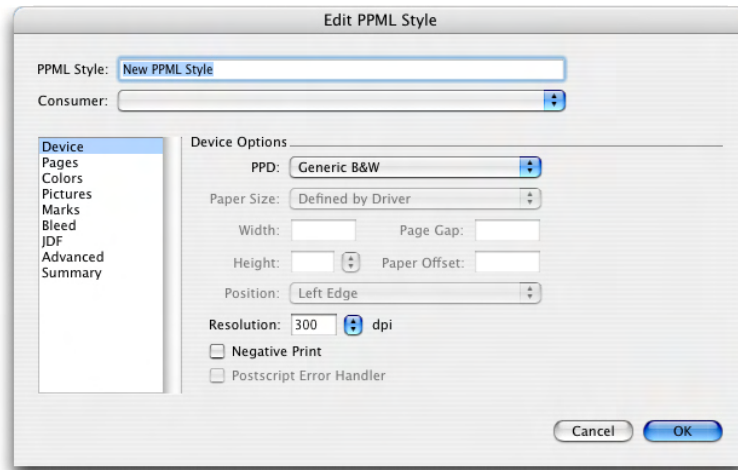 Edit PPML Style
PPML Style: New PPML Style
Consumer:
Device
Pages
Colors
Pictures
Marks
Bleed
JDF
Advanced
Summary
Device Options
PPD: Generic B&W
Paper Size: Defined by Driver
Width: Page Gap:
Height: Paper Offset:
Position: Left Edge
Resolution: 300 dpi
Negative Print
Postscript Error Handler
Cancel OK